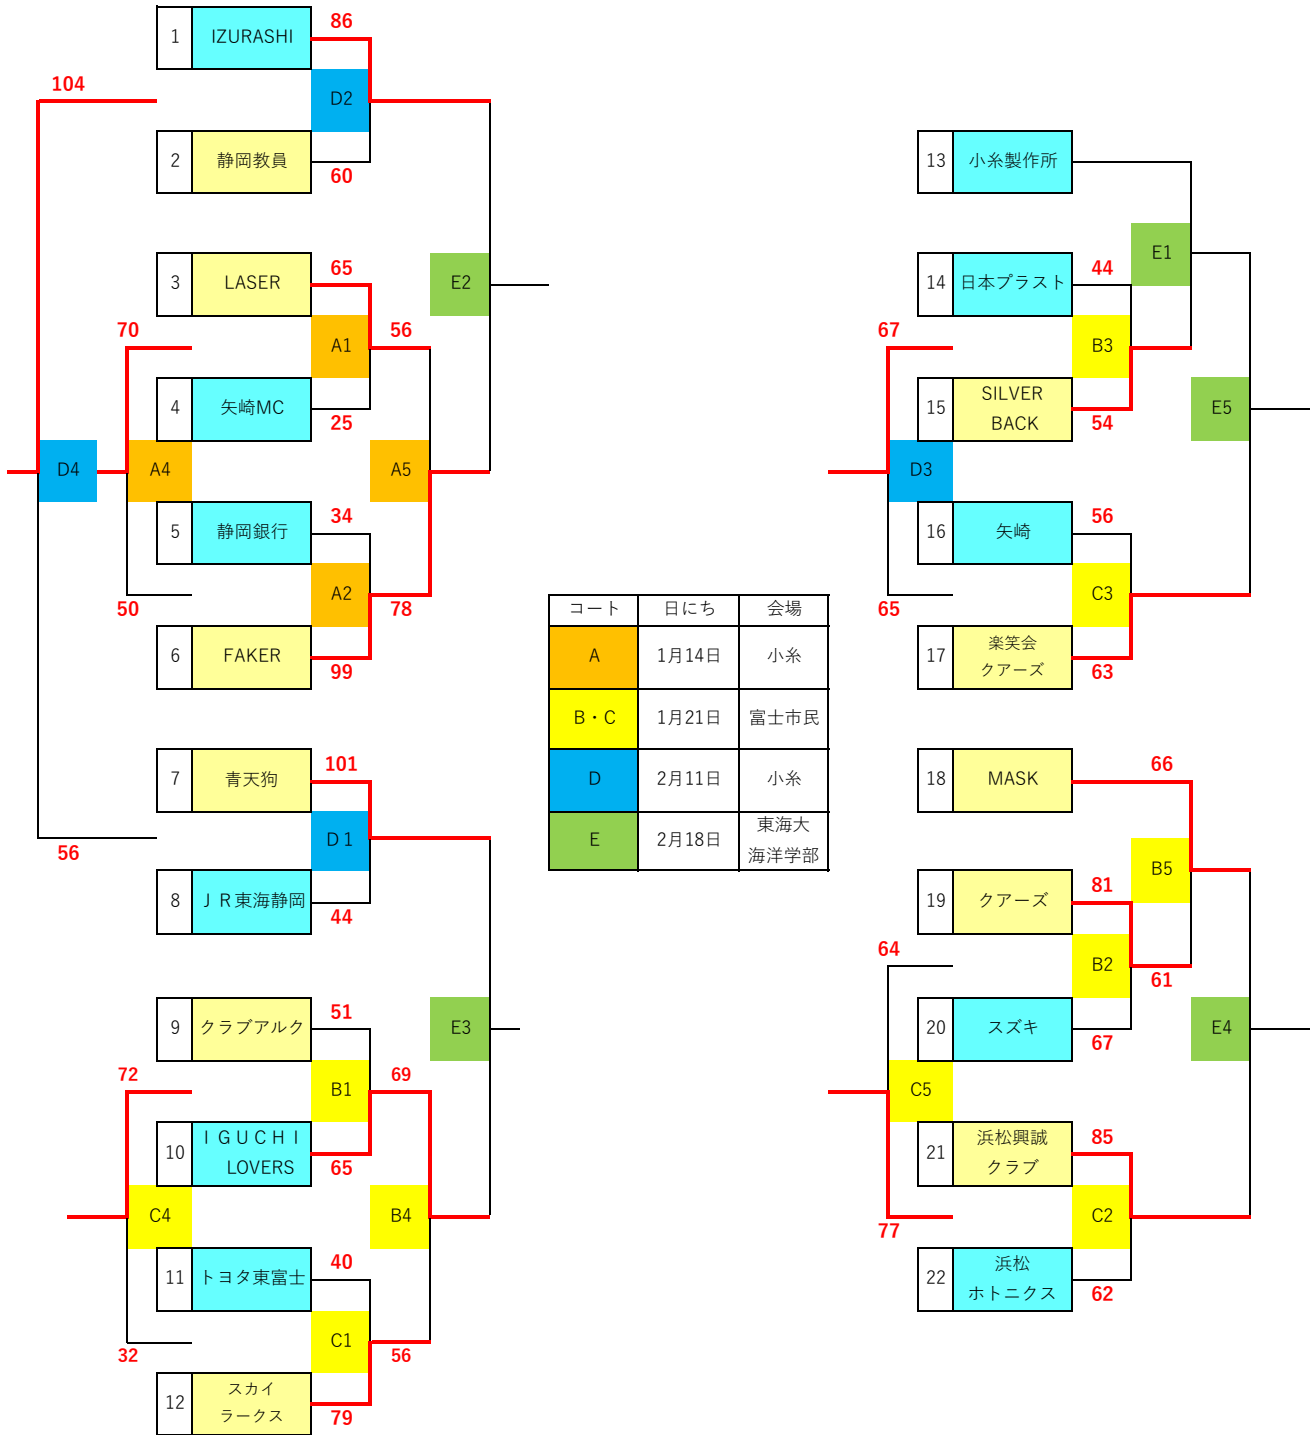 86
1 IZURASHI
104
D2
2 静岡教員
60
3 LASER
65
E2
70
A1
56
4 矢崎MC
25
D4
A4
A5
5 静岡銀行
34
A2
50
78
6 FAKER
99
7 青天狗
101
D１
56
8 ＪＲ東海静岡
44
9 クラブアルク
51
E3
72
B1
69
10 ＩＧＵＣＨＩ
LOVERS
65
C4
B4
11 トヨタ東富士
40
C1
32
56
12 スカイ
ラークス
79
コート 日にち 会場
A 1月14日 小糸
B・C 1月21日 富士市民
D 2月11日 小糸
E 2月18日 東海大
海洋学部
13 小糸製作所
E1
14 日本プラスト
44
67
B3
15 SILVER
BACK
54
E5
D3
16 矢崎
56
C3
65
17 楽笑会
クアーズ
63
18 MASK
66
B5
19 クアーズ
81
64
B2
61
20 スズキ
67
E4
C5
21 浜松興誠
クラブ
85
C2
77
22 浜松
ホトニクス
62